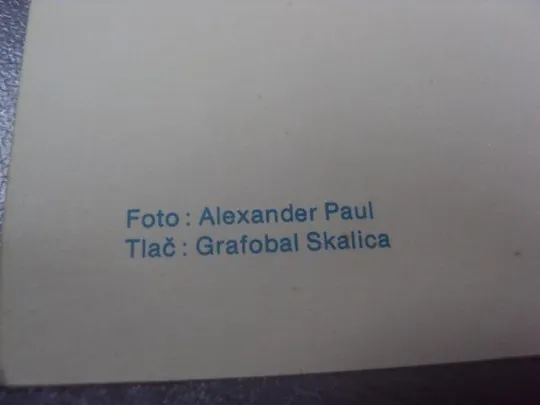 Foto : Alexander Paul
Tlač : Grafobal Skalica